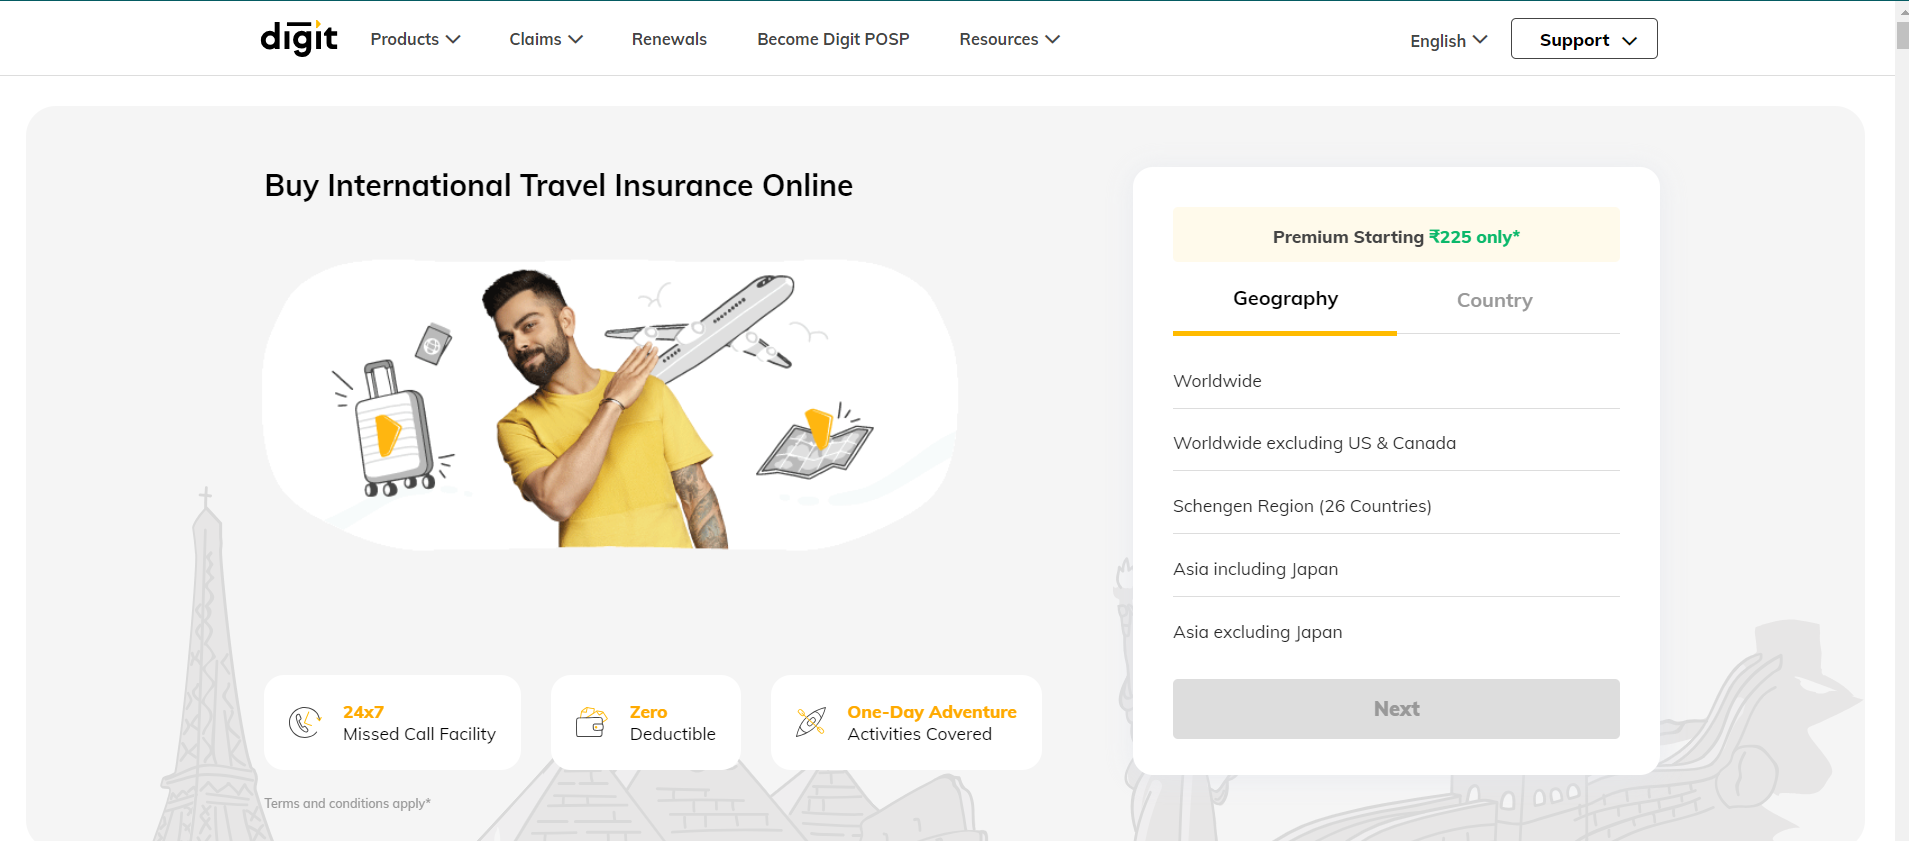 digit
Products
Claims
Renewals
Become Digit POSP
Resources
English
Support
Buy International Travel Insurance Online
Premium Starting ₹225 only*
Geography
Country
Worldwide
Worldwide excluding US & Canada
Schengen Region (26 Countries)
Asia including Japan
Asia excluding Japan
Next
24x7
Missed Call Facility
Zero
Deductible
One-Day Adventure
Activities Covered
Terms and conditions apply*